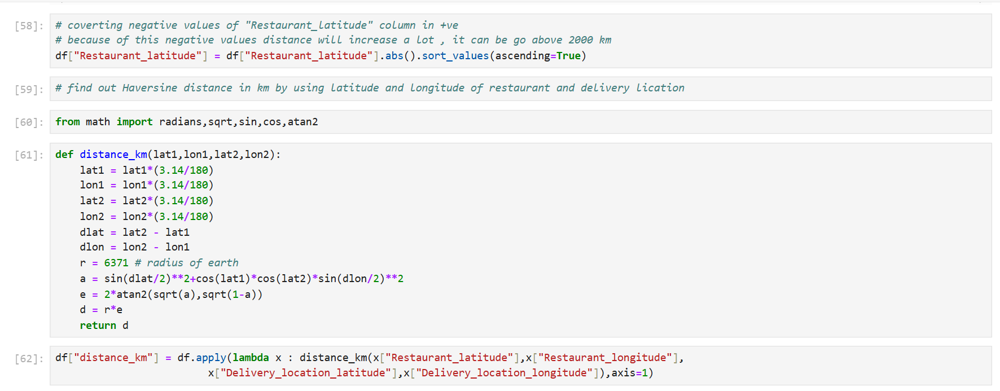 [58]:
# coverting negative values of "Restaurant_latitude" column in +ve
# because of this negative values distance will increase a lot , it can be go above 2000 km
df["Restaurant_latitude"] = df["Restaurant_latitude"].abs().sort_values(ascending=True)
[59]:
# find out Haversine distance in km by using latitude and longitude of restaurant and delivery lication
[60]:
from math import radians,sqrt,sin,cos,atan2
[61]:
def distance_km(lat1,lon1,lat2,lon2):
    lat1 = lat1*(3.14/180)
    lon1 = lon1*(3.14/180)
    lat2 = lat2*(3.14/180)
    lon2 = lon2*(3.14/180)
    dlat = lat2 - lat1
    dlon = lon2 - lon1
    r = 6371 # radius of earth
    a = sin(dlat/2)**2+cos(lat1)*cos(lat2)*sin(dlon/2)**2
    e = 2*atan2(sqrt(a),sqrt(1-a))
    d = r*e
    return d
[62]:
df["distance_km"] = df.apply(lambda x : distance_km(x["Restaurant_latitude"],x["Restaurant_longitude"],
                         x["Delivery_location_latitude"],x["Delivery_location_longitude"]),axis=1)